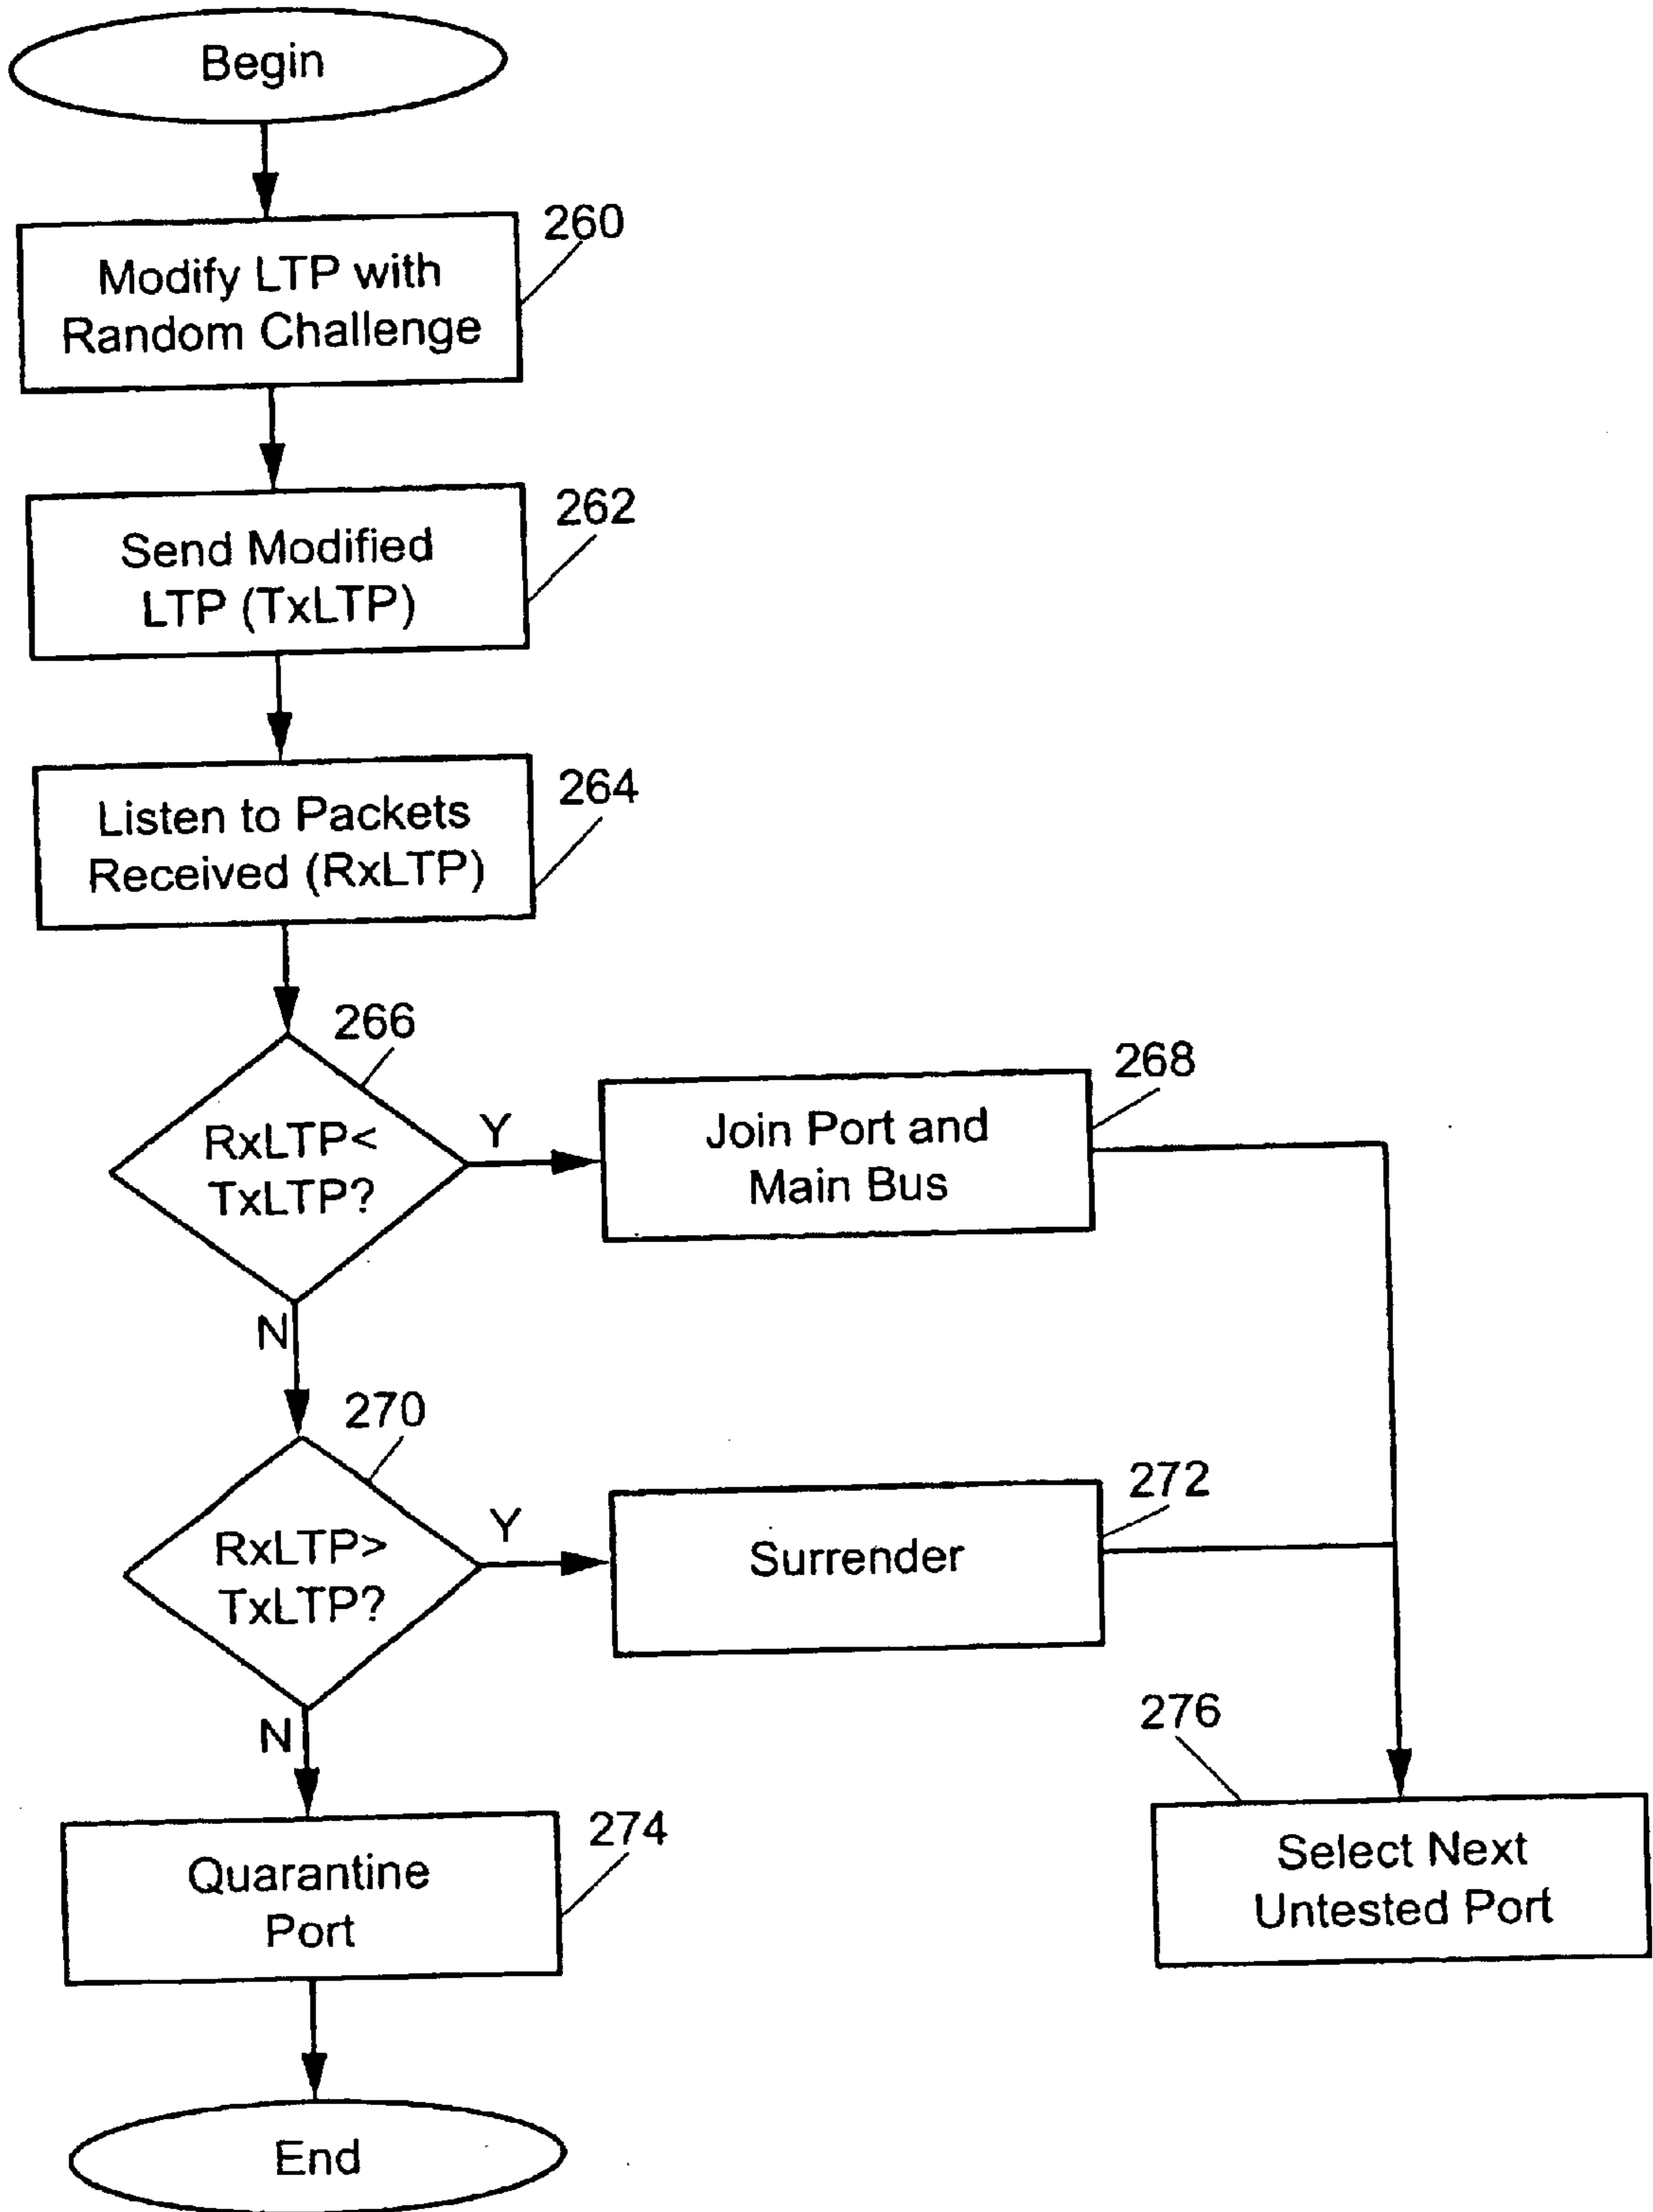 Begin
260
Modify LTP with
Random Challenge
262
Send Modified
LTP (TxLTP)
264
Listen to Packets
Received (RxLTP)
266
RxLTP<
TxLTP?
Y
268
Join Port and
Main Bus
N
270
RxLTP>
TxLTP?
Y
272
Surrender
N
276
Select Next
Untested Port
274
Quarantine
Port
End